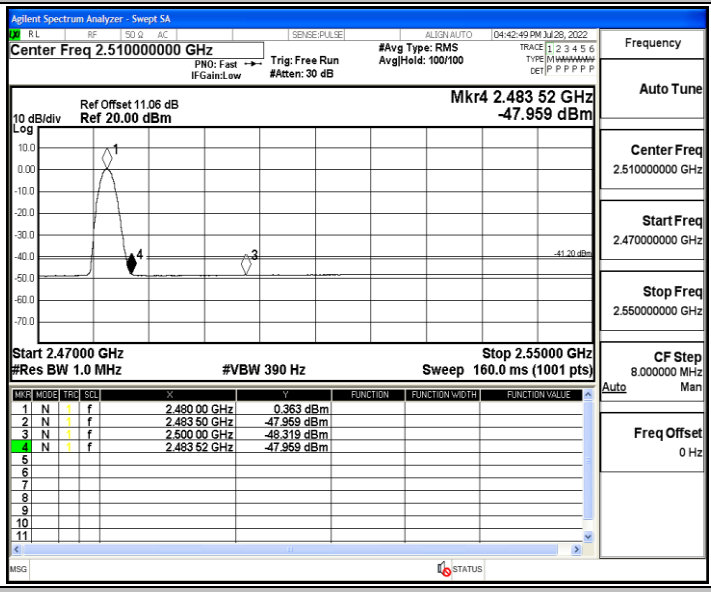 Agilent Spectrum Analyzer - Swept SA
LXI RL RF 50 Ω AC SENSE:PULSE ALIGN AUTO 04:42:49 PM Jul 28, 2022
Center Freq 2.510000000 GHz
PNO: Fast
IFGain:Low
Trig: Free Run
#Atten: 30 dB
#Avg Type: RMS
Avg|Hold: 100/100
TRACE 1 2 3 4 5 6
TYPE M WWWWW
DET P P P P P P
Frequency
Mkr4 2.483 52 GHz
-47.959 dBm
Ref Offset 11.06 dB
10 dB/div Ref 20.00 dBm
Log
10.0
0.00
-10.0
-20.0
-30.0
-40.0
-50.0
-60.0
-70.0
1
4
3
-41.20 dBm
Start 2.47000 GHz Stop 2.55000 GHz
#Res BW 1.0 MHz #VBW 390 Hz Sweep 160.0 ms (1001 pts)
MKR MODE TRC SCL X Y FUNCTION FUNCTION WIDTH FUNCTION VALUE
1 N 1 f 2.480 00 GHz 0.363 dBm
2 N 1 f 2.483 50 GHz -47.959 dBm
3 N 1 f 2.500 00 GHz -48.319 dBm
4 N 1 f 2.483 52 GHz -47.959 dBm
5
6
7
8
9
10
11
MSG STATUS
Auto Tune
Center Freq
2.510000000 GHz
Start Freq
2.470000000 GHz
Stop Freq
2.550000000 GHz
CF Step
8.000000 MHz
Auto Man
Freq Offset
0 Hz